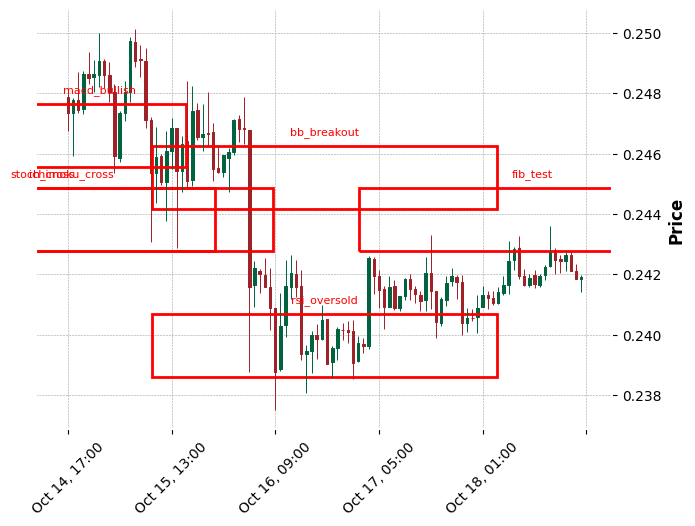 0.250
0.248
macd_bullish
bb_breakout
0.246
stoch_cross
ichimoku_cross
fib_test
0.244
Price
0.242
rsi_oversold
0.240
0.238
Oct 14, 17:00
Oct 15, 13:00
Oct 16, 09:00
Oct 17, 05:00
Oct 18, 01:00